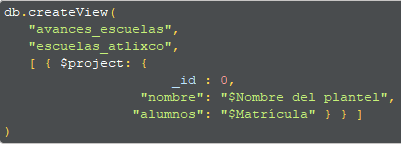 db.createView(
"avances_escuelas",
"escuelas_atlixco",
[ { $project: {
_id : 0,
"nombre": "$Nombre del plantel",
"alumnos": "$Matrícula" } } ]
)